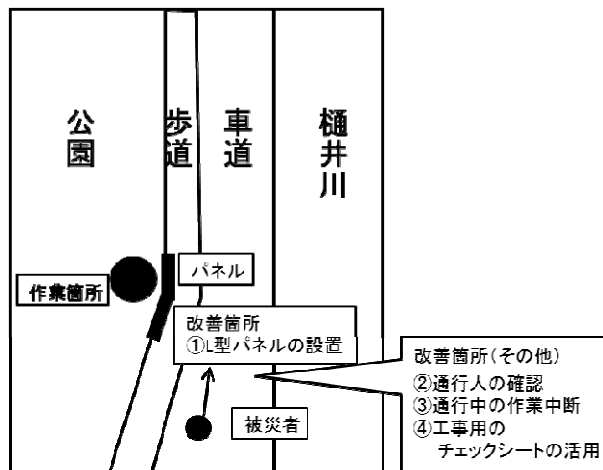 公園
歩道
車道
樋井川
作業箇所
パネル
改善箇所
①L型パネルの設置
被災者
改善箇所(その他)
②通行人の確認
③通行中の作業中断
④工事用の
チェックシートの活用